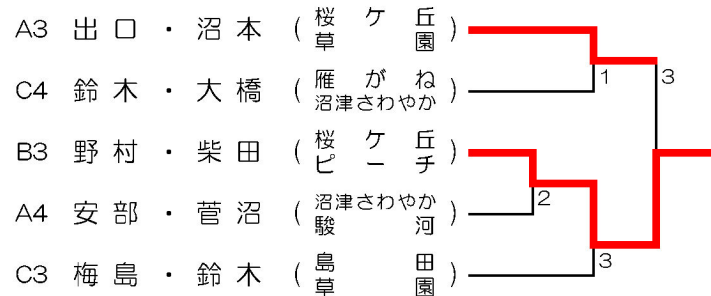 A3 出口・沼本 (桜ケ丘 草園)
1 3
C4 鈴木・大橋 (雁がね 沼津さわやか)
B3 野村・柴田 (桜ケ丘 ピーチ)
2
A4 安部・菅沼 (沼津さわやか 駿河)
3
C3 梅島・鈴木 (島田 草園)